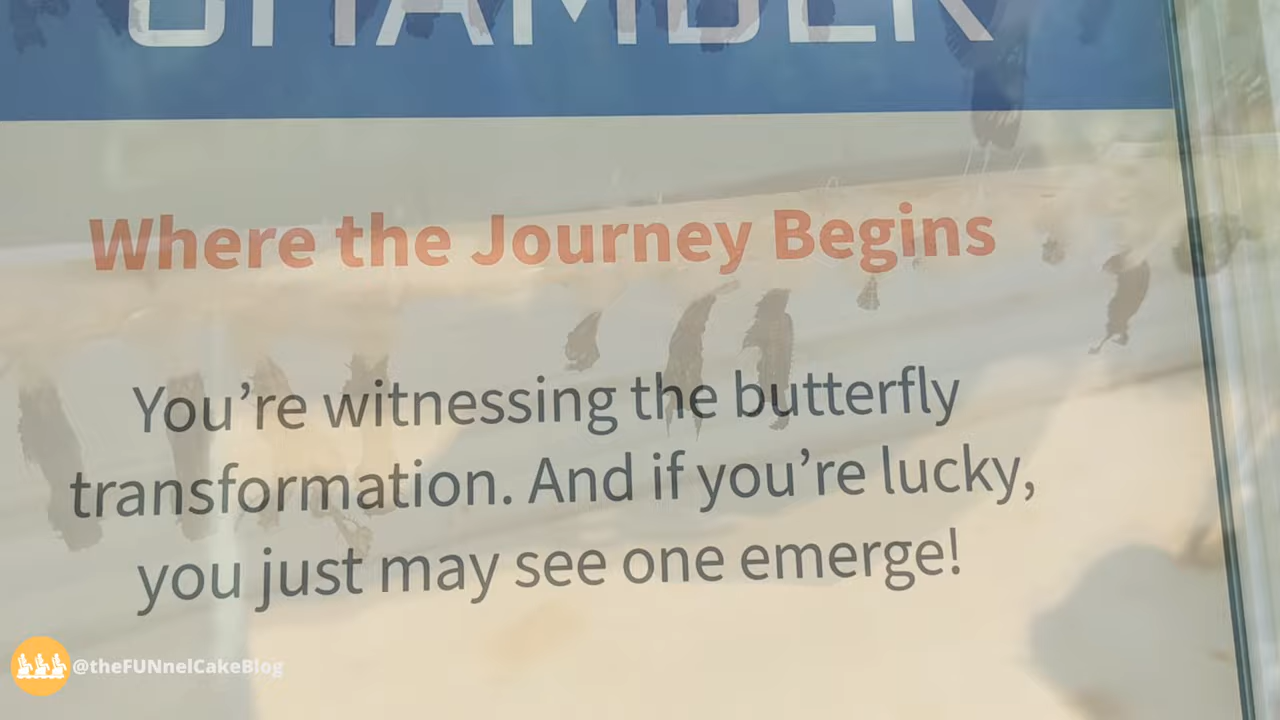 CHAMBER
Where the Journey Begins
You're witnessing the butterfly
transformation. And if you're lucky,
you just may see one emerge!
@theFUNnelCakeBlog